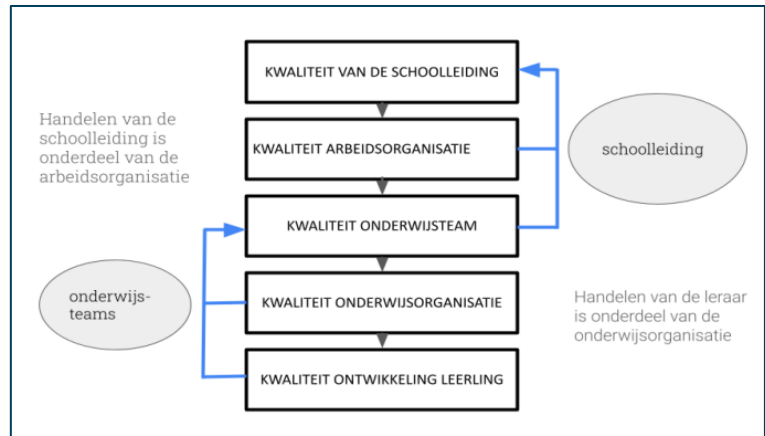 KWALITEIT VAN DE SCHOOLLEIDING
Handelen van de
schoolleiding is
onderdeel van de
arbeidsorganisatie
KWALITEIT ARBEIDSORGANISATIE
schoolleiding
KWALITEIT ONDERWIJSTEAM
onderwijs-
teams
KWALITEIT ONDERWIJSORGANISATIE
Handelen van de leraar
is onderdeel van de
onderwijsorganisatie
KWALITEIT ONTWIKKELING LEERLING